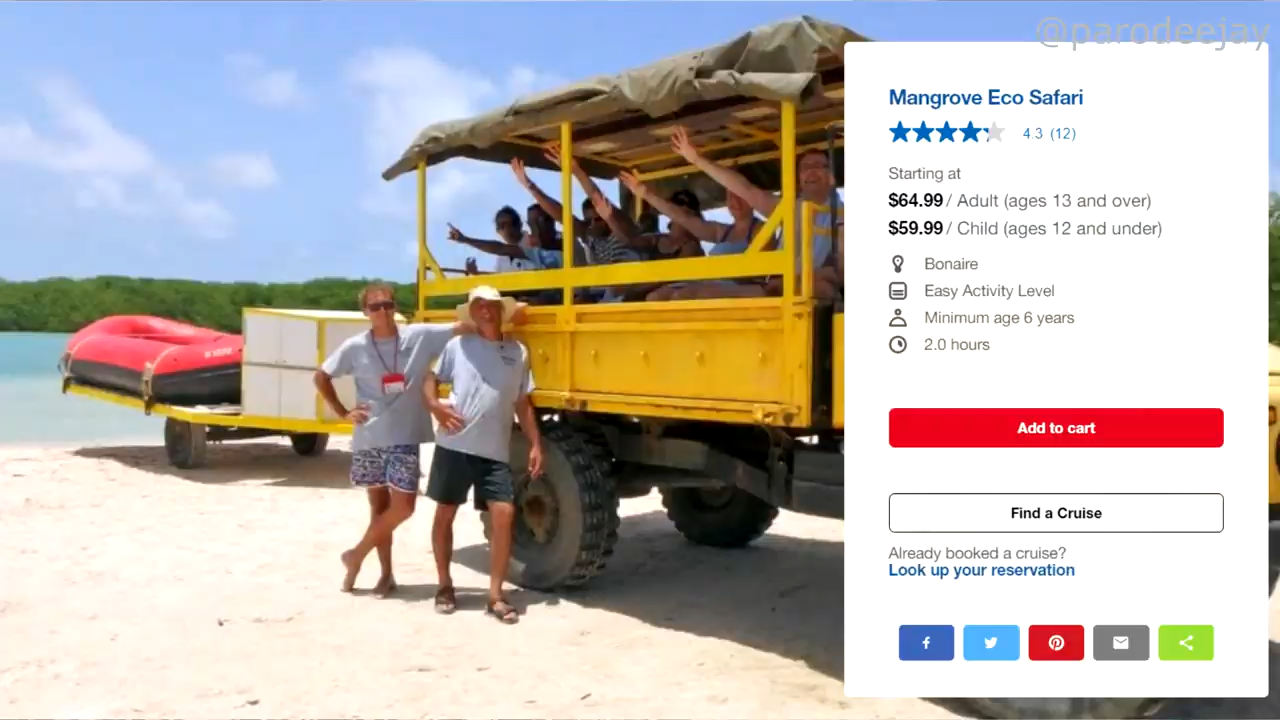 @parodeejay
Mangrove Eco Safari
4.3 (12)
Starting at
$64.99 / Adult (ages 13 and over)
$59.99 / Child (ages 12 and under)
Bonaire
Easy Activity Level
Minimum age 6 years
2.0 hours
Add to cart
Find a Cruise
Already booked a cruise?
Look up your reservation